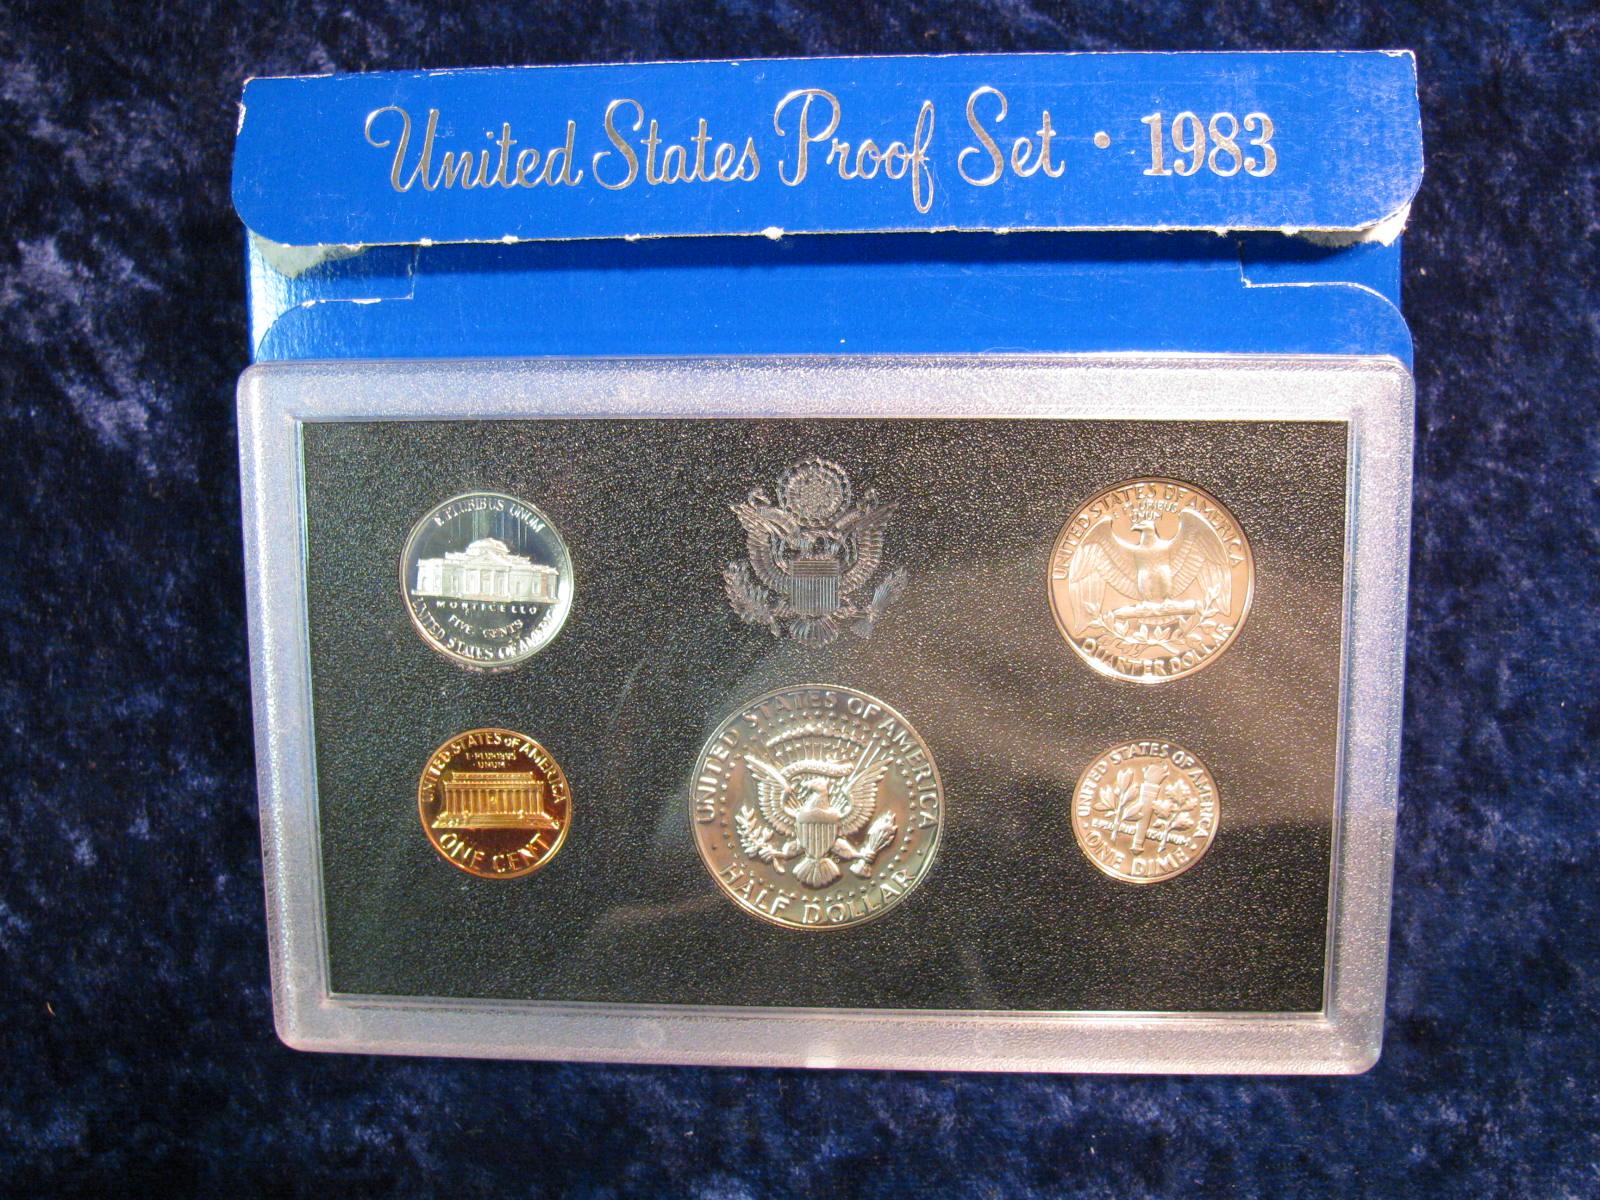 United States Proof Set • 1983
E PLURIBUS UNUM
MONTICELLO
FIVE CENTS
UNITED STATES OF AMERICA
UNITED STATES OF AMERICA
E PLURIBUS
UNUM
QUARTER DOLLAR
UNITED STATES OF AMERICA
E·PLURIBUS
·UNUM·
ONE CENT
UNITED STATES OF AMERICA
HALF DOLLAR
UNITED STATES OF AMERICA
ONE DIME